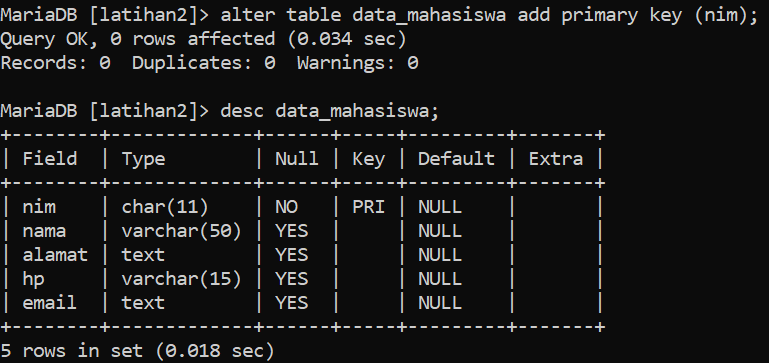 MariaDB [latihan2]> alter table data_mahasiswa add primary key (nim);
Query OK, 0 rows affected (0.034 sec)
Records: 0  Duplicates: 0  Warnings: 0

MariaDB [latihan2]> desc data_mahasiswa;
+--------+-------------+------+-----+---------+-------+
| Field  | Type        | Null | Key | Default | Extra |
+--------+-------------+------+-----+---------+-------+
| nim    | char(11)    | NO   | PRI | NULL    |       |
| nama   | varchar(50) | YES  |     | NULL    |       |
| alamat | text        | YES  |     | NULL    |       |
| hp     | varchar(15) | YES  |     | NULL    |       |
| email  | text        | YES  |     | NULL    |       |
+--------+-------------+------+-----+---------+-------+
5 rows in set (0.018 sec)